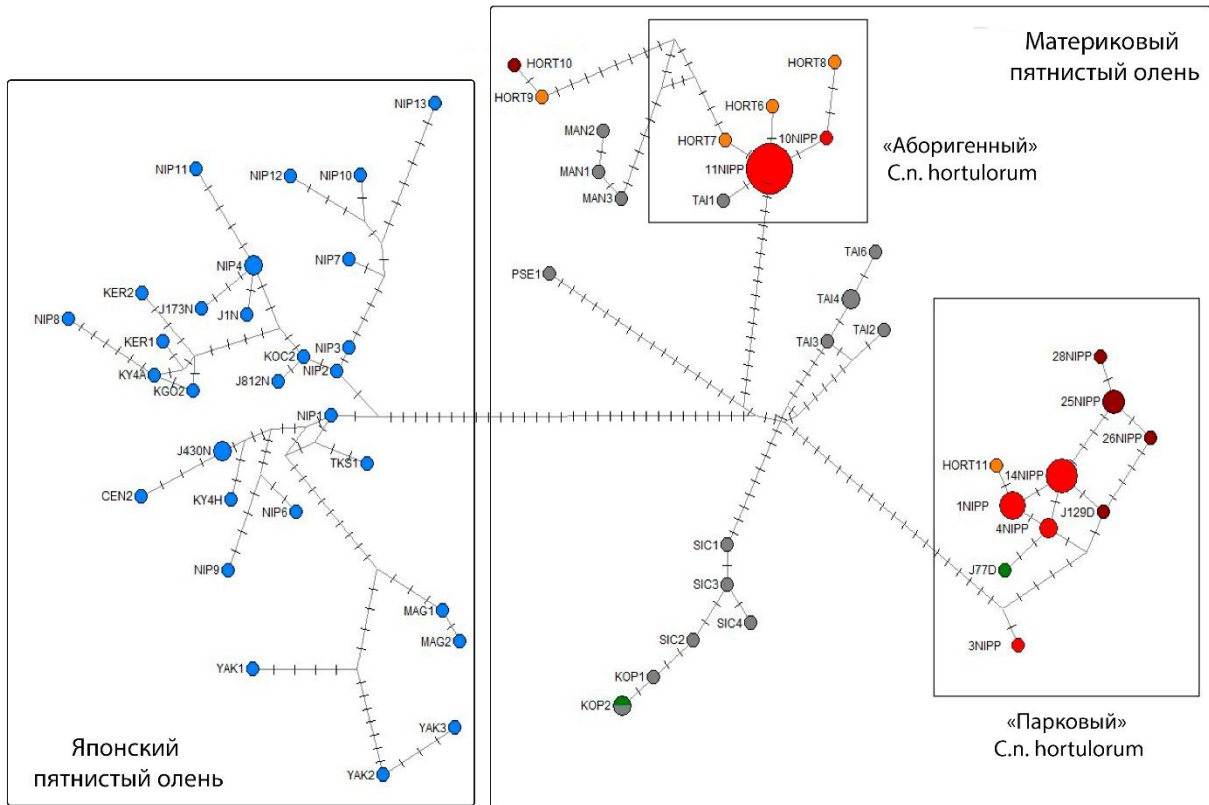 Материковый
пятнистый олень
HORT10
HORT9
HORT8
HORT6
HORT7
10NIPP
11NIPP
TAI1
MAN2
MAN1
MAN3
«Аборигенный»
C.n. hortulorum
NIP13
NIP11
NIP12
NIP10
NIP7
NIP4
KER2
J173N
J1N
NIP8
KER1
KY4A
KGO2
KOC2
NIP3
NIP2
J812N
NIP1
J430N
TKS1
CEN2
KY4H
NIP6
NIP9
MAG1
MAG2
YAK1
YAK3
YAK2
Японский
пятнистый олень
PSE1
TAI6
TAI4
TAI2
TAI3
SIC1
SIC3
SIC4
SIC2
KOP1
KOP2
28NIPP
25NIPP
26NIPP
HORT11
14NIPP
1NIPP
J129D
4NIPP
J77D
3NIPP
«Парковый»
C.n. hortulorum